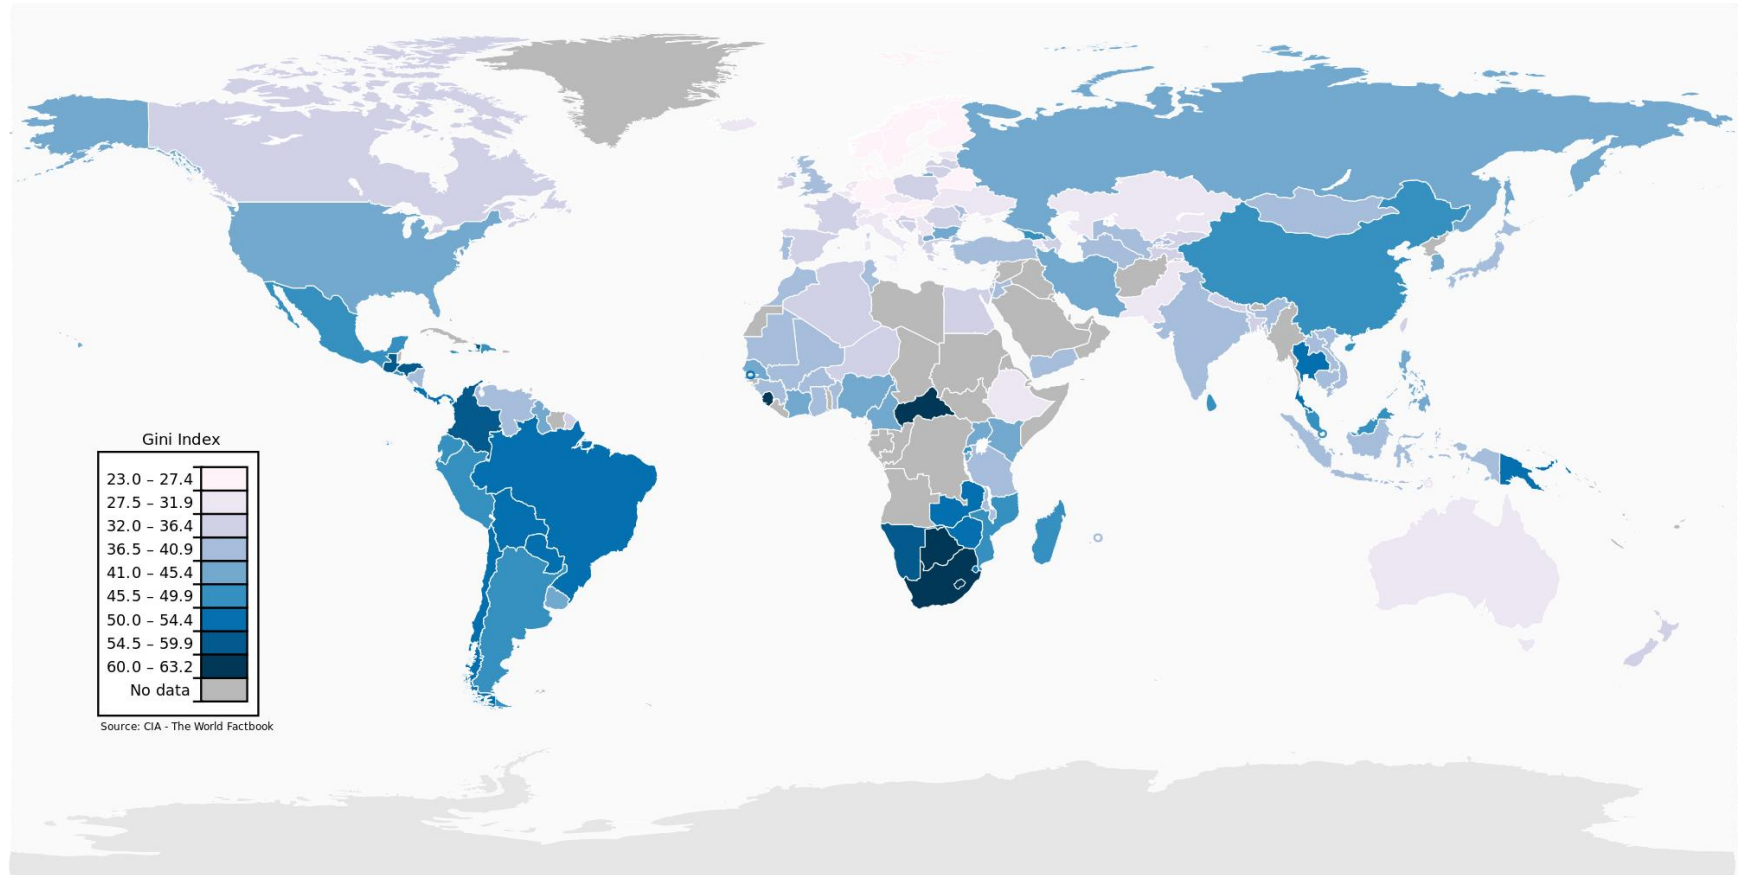 Gini Index
23.0 – 27.4
27.5 – 31.9
32.0 – 36.4
36.5 – 40.9
41.0 – 45.4
45.5 – 49.9
50.0 – 54.4
54.5 – 59.9
60.0 – 63.2
No data
Source: CIA - The World Factbook